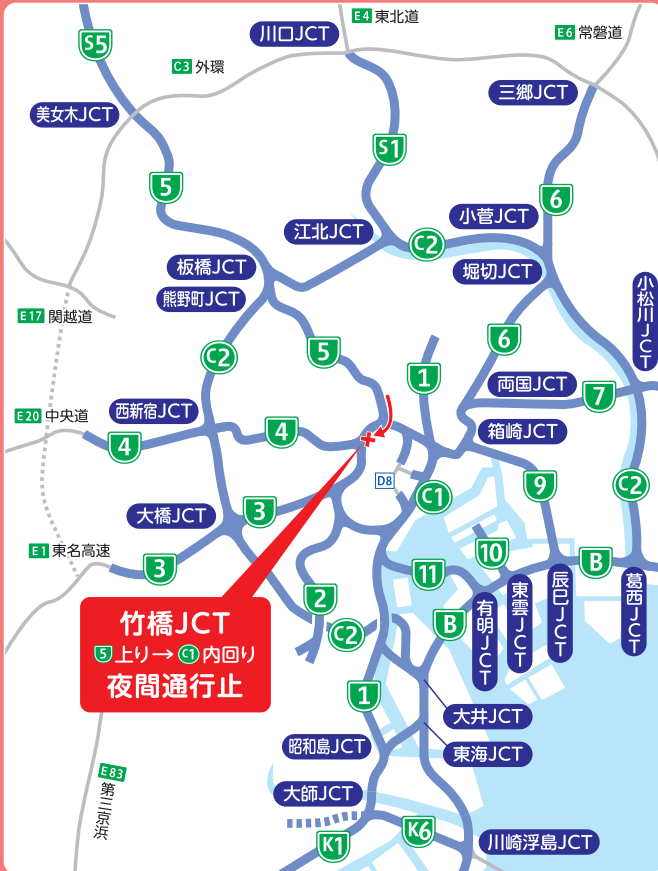 E4 東北道
川口JCT
E6 常磐道
S5
C3 外環
三郷JCT
美女木JCT
S1
5
6
小菅JCT
江北JCT
C2
板橋JCT
堀切JCT
熊野町JCT
小松川JCT
E17 関越道
5
6
C2
1
両国JCT
7
西新宿JCT
E20 中央道
4
4
箱崎JCT
D8
9
C2
C1
3
大橋JCT
E1 東名高速
3
11
10
B
2
有明JCT
東雲JCT
辰巳JCT
葛西JCT
竹橋JCT
5上り→C1内回り
夜間通行止
C2
B
1
大井JCT
昭和島JCT
東海JCT
E83
第三京浜
大師JCT
K1
K6
川崎浮島JCT